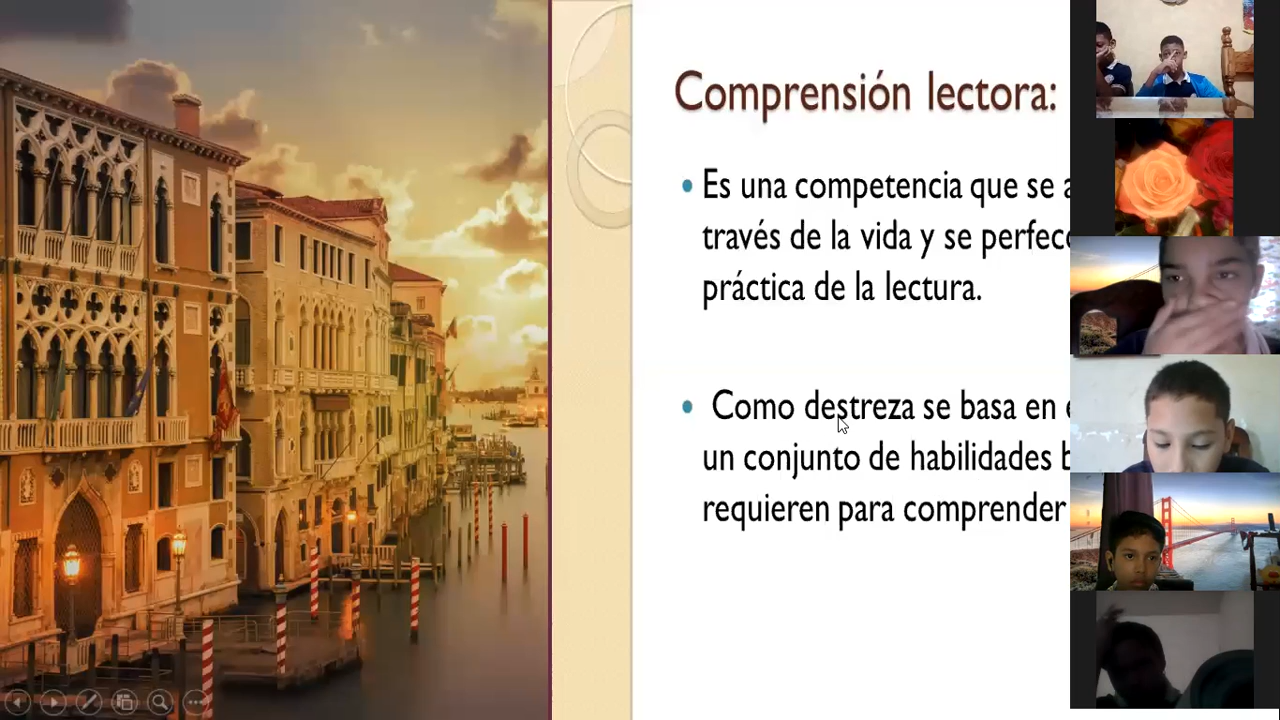 Comprensión lectora:
• Es una competencia que se
través de la vida y se
práctica de la lectura.
• Como destreza se basa en
un conjunto de habilidades
requieren para comprender